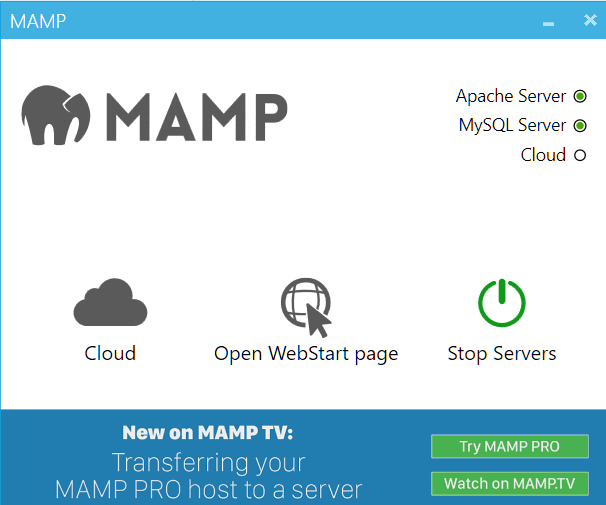 MAMP
MAMP
Apache Server
MySQL Server
Cloud
Cloud
Open WebStart page
Stop Servers
New on MAMP TV:
Transferring your
MAMP PRO host to a server
Try MAMP PRO
Watch on MAMP.TV